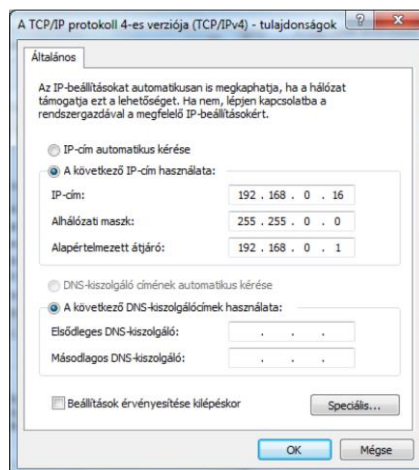 A TCP/IP protokoll 4-es verziója (TCP/IPv4) - tulajdonságok
Általános
Az IP-beállításokat automatikusan is megkaphatja, ha a hálózat
támogatja ezt a lehetőséget. Ha nem, lépjen kapcsolatba a
rendszergazdával a megfelelő IP-beállításokért.
IP-cím automatikus kérése
A következő IP-cím használata:
IP-cím: 192 . 168 . 0 . 16
Alhálózati maszk: 255 . 255 . 0 . 0
Alapértelmezett átjáró: 192 . 168 . 0 . 1
DNS-kiszolgáló címének automatikus kérése
A következő DNS-kiszolgálócímek használata:
Elsődleges DNS-kiszolgáló: . . .
Másodlagos DNS-kiszolgáló: . . .
Beállítások érvényesítése kilépéskor
Speciális...
OK Mégse